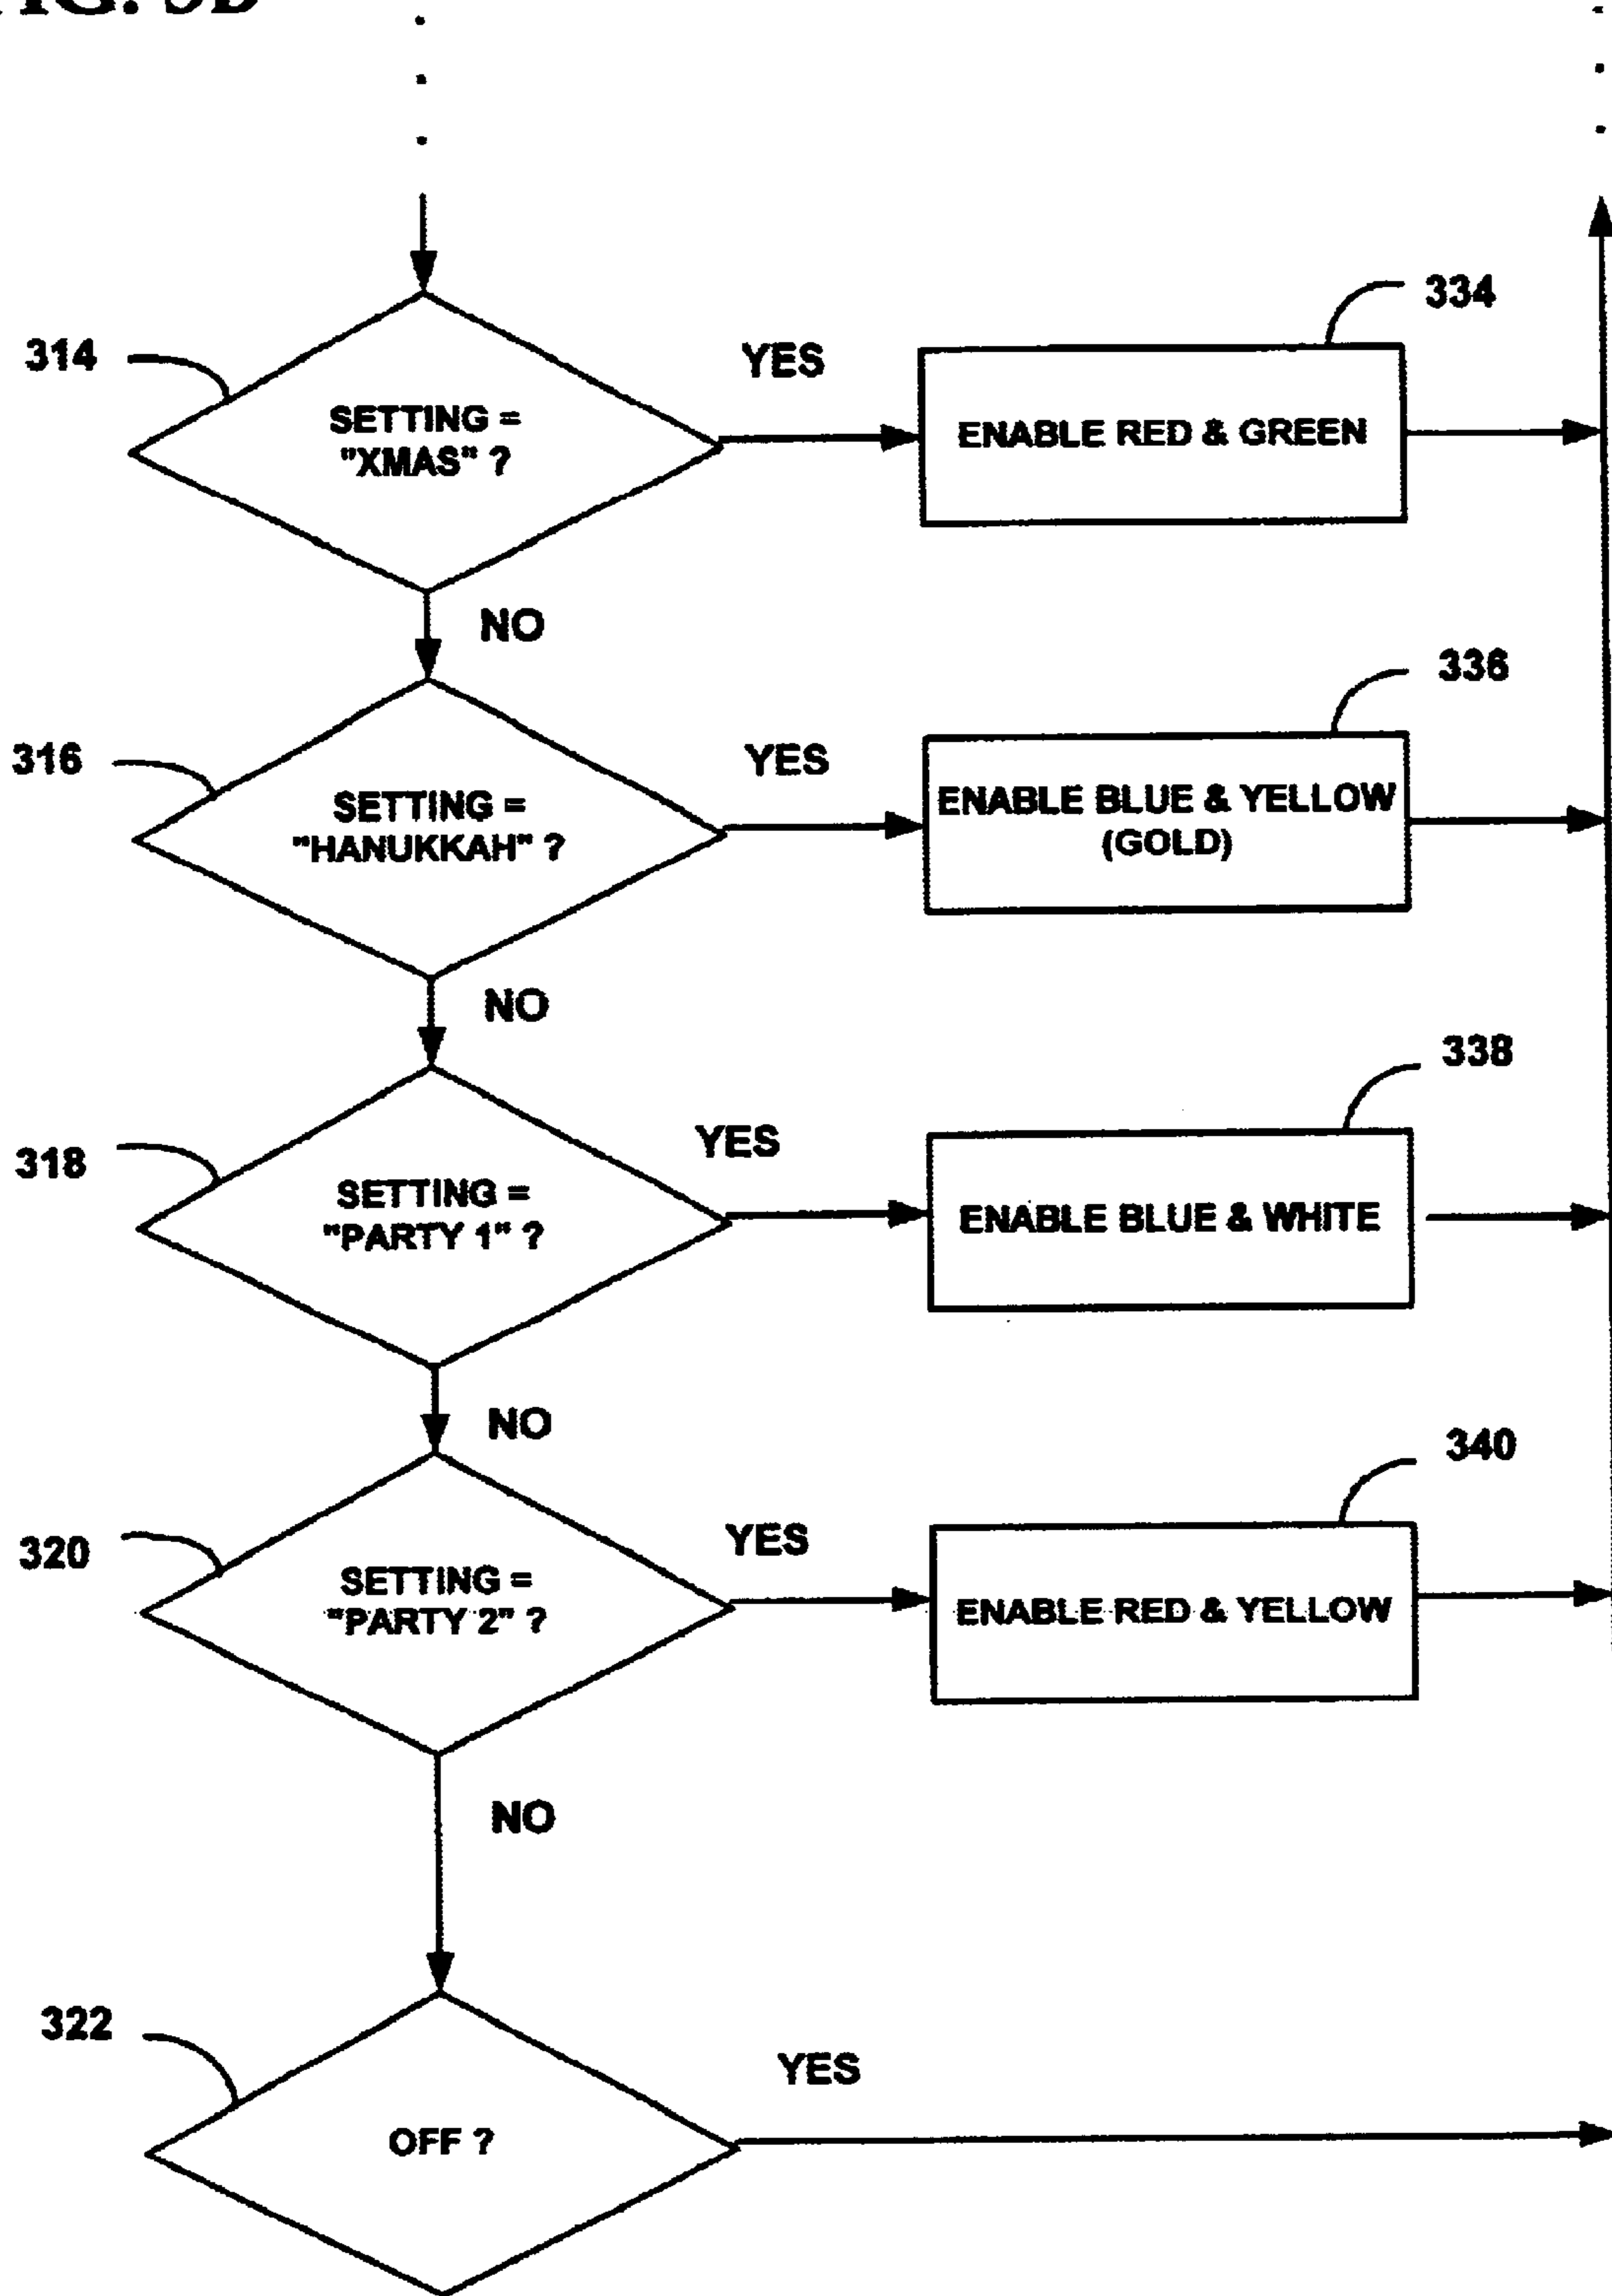 334
314
YES
SETTING =
"XMAS" ?
ENABLE RED & GREEN
NO
336
316
YES
SETTING =
"HANUKKAH" ?
ENABLE BLUE & YELLOW
(GOLD)
NO
338
318
YES
SETTING =
"PARTY 1" ?
ENABLE BLUE & WHITE
NO
340
320
YES
SETTING =
"PARTY 2" ?
ENABLE RED & YELLOW
NO
322
YES
OFF ?